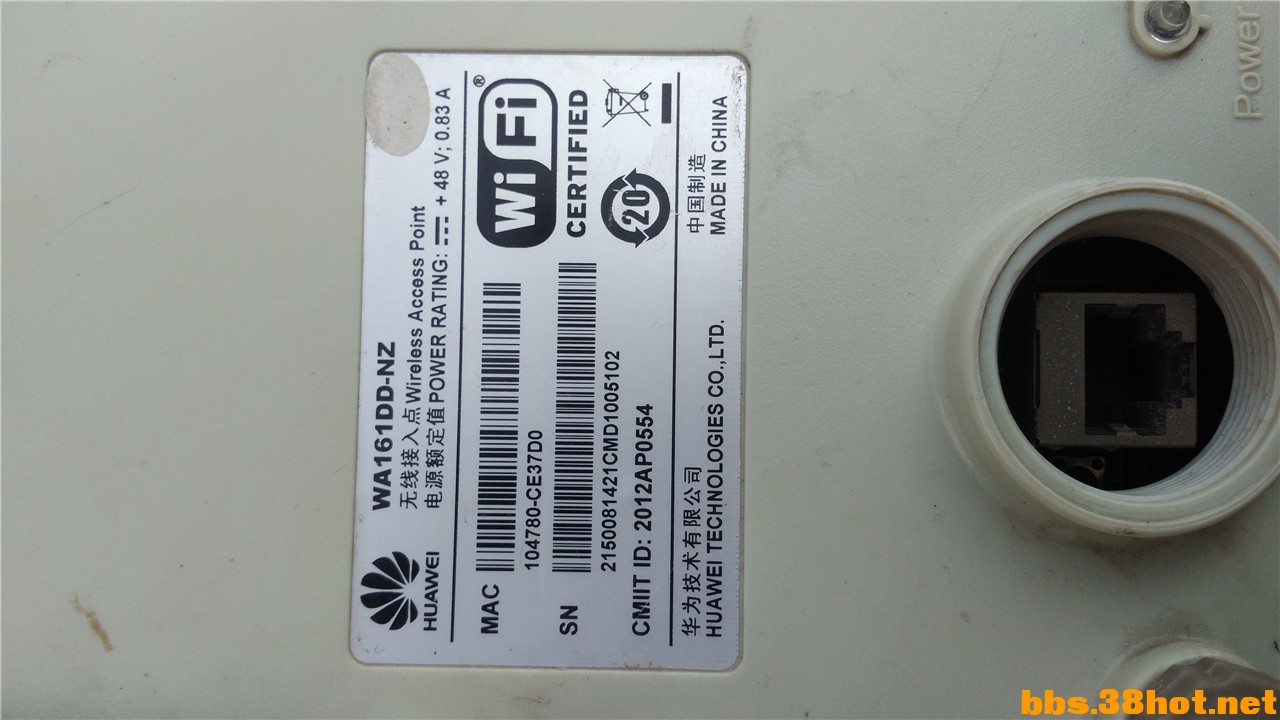 HUAWEI
WA161DD-NZ
无线接入点 Wireless Access Point
电源额定值 POWER RATING: ⎓ + 48 V; 0.83 A
MAC
104780-CE37D0
SN
2150081421CMD1005102
CMIIT ID: 2012AP0554
Wi Fi ®
CERTIFIED
20
华为技术有限公司
HUAWEI TECHNOLOGIES CO.,LTD.
中国制造
MADE IN CHINA
Power
bbs.38hot.net